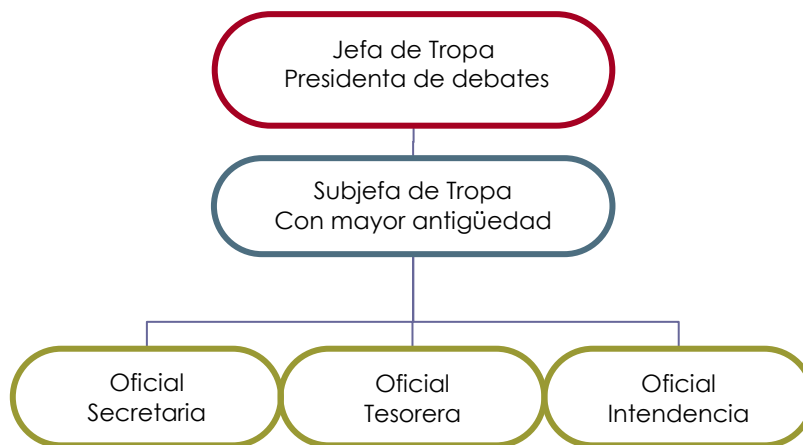 Jefa de Tropa
Presidenta de debates
Subjefa de Tropa
Con mayor antigüedad
Oficial
Secretaria
Oficial
Tesorera
Oficial
Intendencia